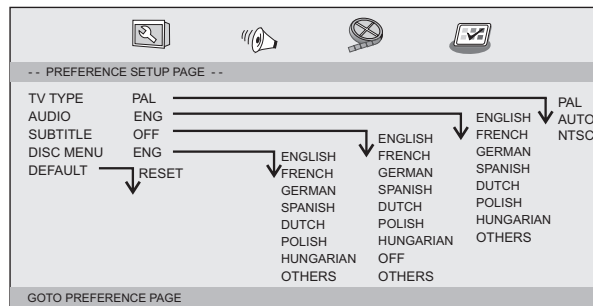 - - PREFERENCE SETUP PAGE - -
TV TYPE PAL
AUDIO ENG
SUBTITLE OFF
DISC MENU ENG
DEFAULT RESET
ENGLISH
FRENCH
GERMAN
SPANISH
DUTCH
POLISH
HUNGARIAN
OTHERS
ENGLISH
FRENCH
GERMAN
SPANISH
DUTCH
POLISH
HUNGARIAN
OFF
OTHERS
ENGLISH
FRENCH
GERMAN
SPANISH
DUTCH
POLISH
HUNGARIAN
OTHERS
PAL
AUTO
NTSC
GOTO PREFERENCE PAGE